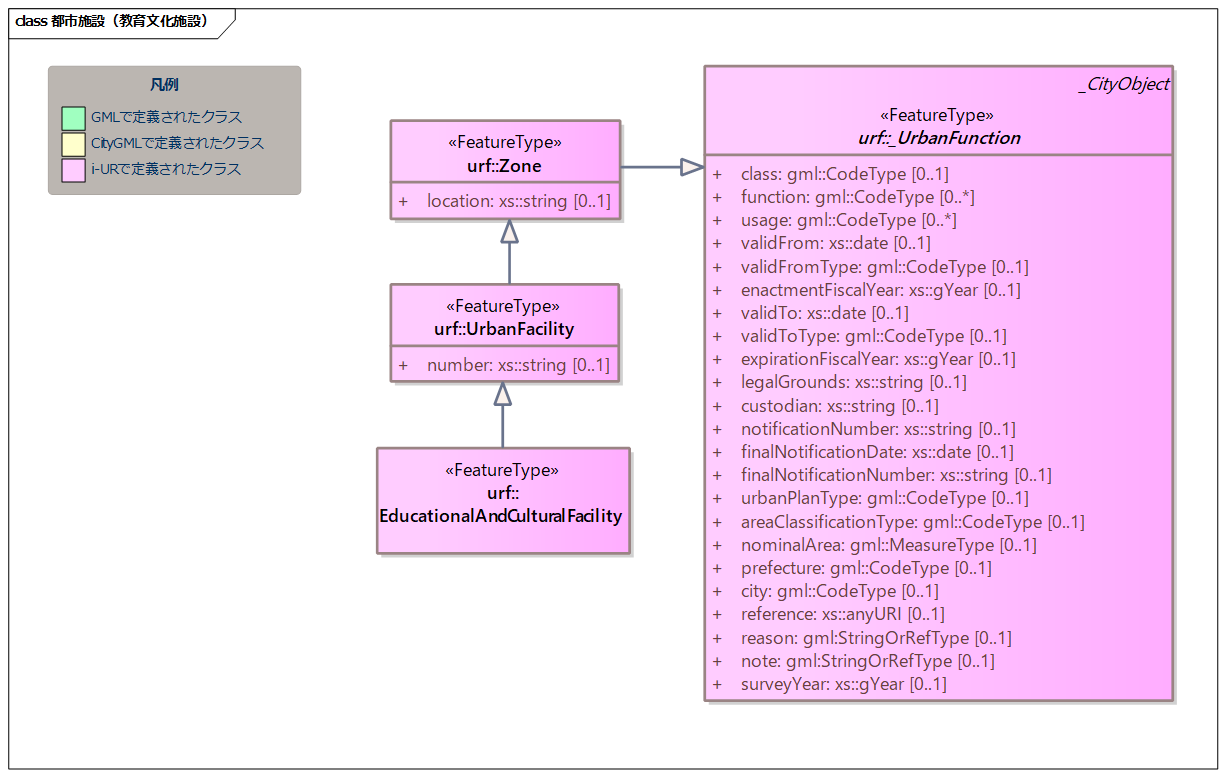 class 都市施設（教育文化施設）
凡例
GMLで定義されたクラス
CityGMLで定義されたクラス
i-URで定義されたクラス
«FeatureType»
urf::Zone
+ location: xs::string [0..1]
«FeatureType»
urf::UrbanFacility
+ number: xs::string [0..1]
«FeatureType»
urf::
EducationalAndCulturalFacility
_CityObject
«FeatureType»
urf::_UrbanFunction
+ class: gml::CodeType [0..1]
+ function: gml::CodeType [0..*]
+ usage: gml::CodeType [0..*]
+ validFrom: xs::date [0..1]
+ validFromType: gml::CodeType [0..1]
+ enactmentFiscalYear: xs::gYear [0..1]
+ validTo: xs::date [0..1]
+ validToType: gml::CodeType [0..1]
+ expirationFiscalYear: xs::gYear [0..1]
+ legalGrounds: xs::string [0..1]
+ custodian: xs::string [0..1]
+ notificationNumber: xs::string [0..1]
+ finalNotificationDate: xs::date [0..1]
+ finalNotificationNumber: xs::string [0..1]
+ urbanPlanType: gml::CodeType [0..1]
+ areaClassificationType: gml::CodeType [0..1]
+ nominalArea: gml::MeasureType [0..1]
+ prefecture: gml::CodeType [0..1]
+ city: gml::CodeType [0..1]
+ reference: xs::anyURI [0..1]
+ reason: gml:StringOrRefType [0..1]
+ note: gml:StringOrRefType [0..1]
+ surveyYear: xs::gYear [0..1]